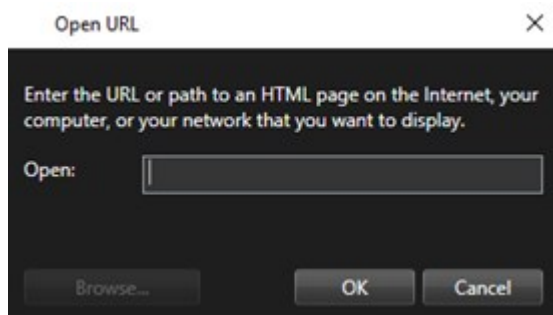 Open URL
Enter the URL or path to an HTML page on the Internet, your
computer, or your network that you want to display.
Open:
Browse...
OK
Cancel